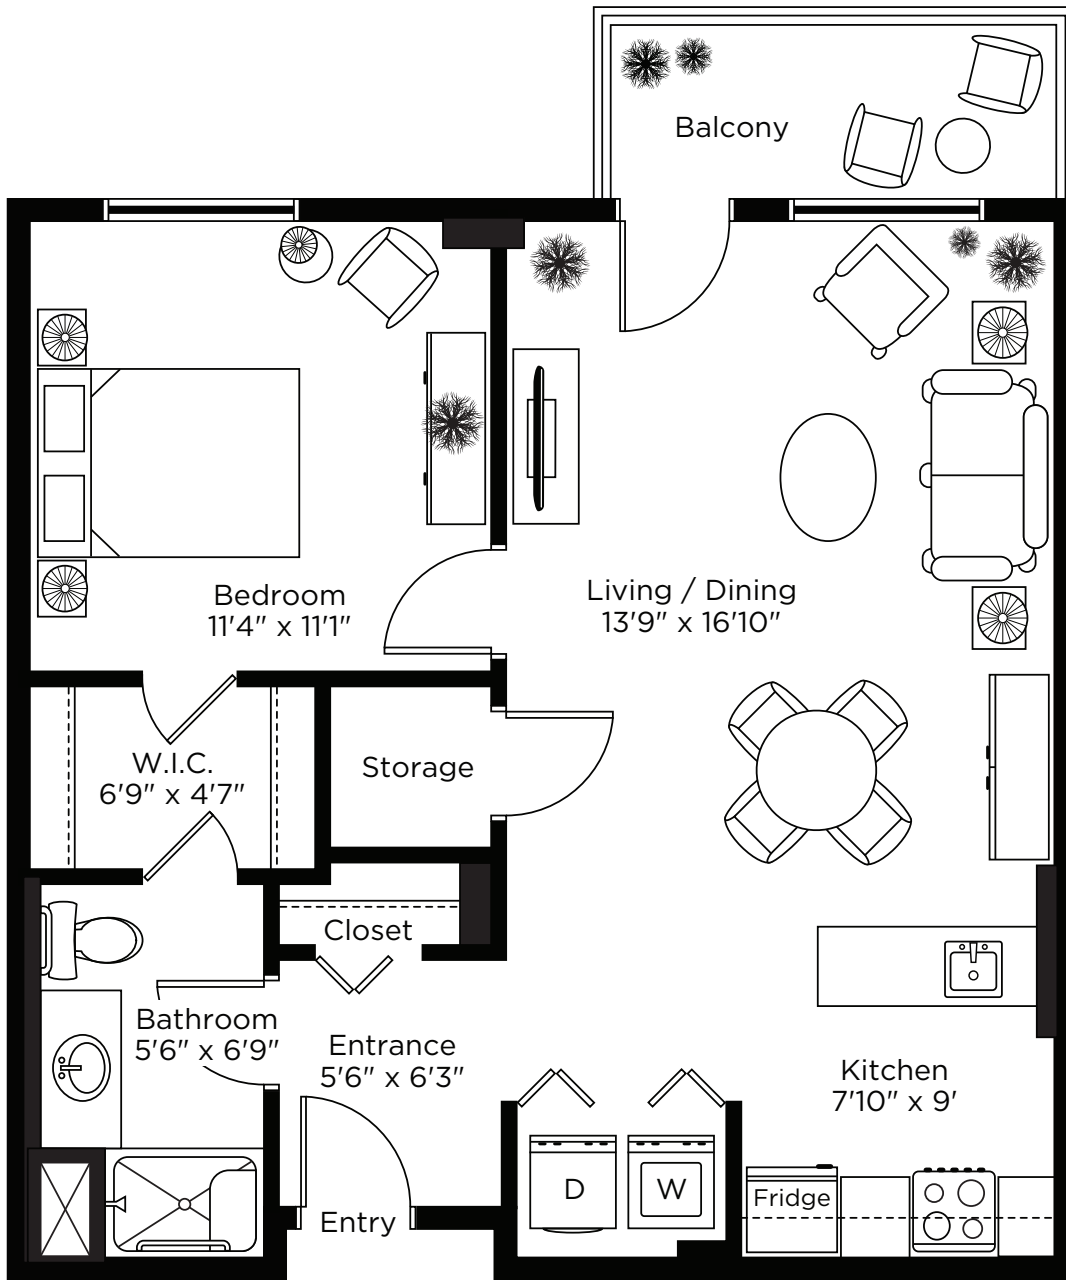 Balcony
Bedroom
11'4" x 11'1"
Living / Dining
13'9" x 16'10"
W.I.C.
6'9" x 4'7"
Storage
Closet
Bathroom
5'6" x 6'9"
Entrance
5'6" x 6'3"
Kitchen
7'10" x 9'
D
W
Fridge
Entry